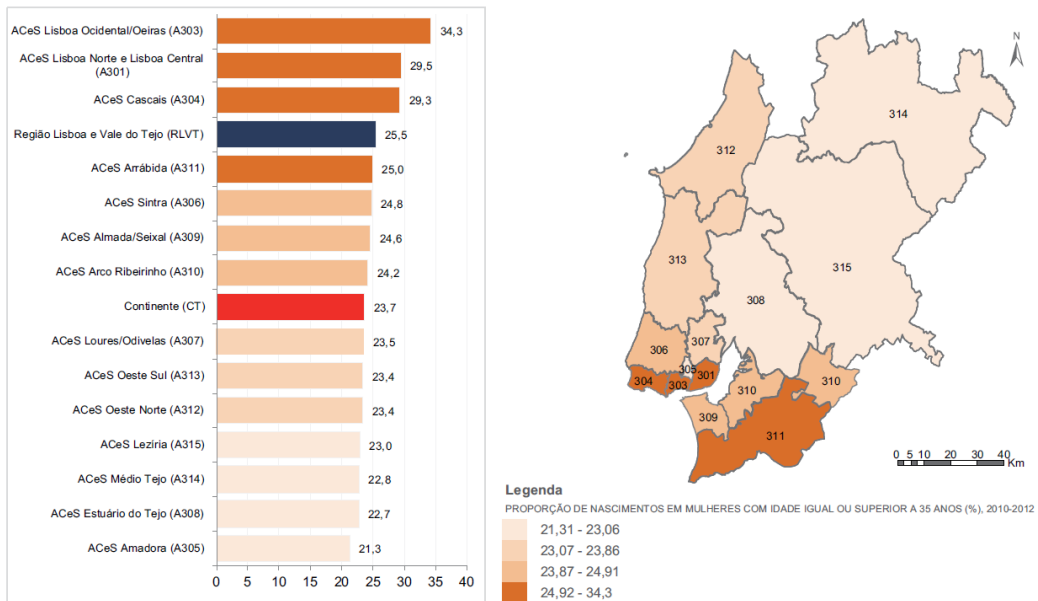 ACeS Lisboa Ocidental/Oeiras (A303)
34,3
ACeS Lisboa Norte e Lisboa Central
(A301)
29,5
ACeS Cascais (A304)
29,3
Região Lisboa e Vale do Tejo (RLVT)
25,5
ACeS Arrábida (A311)
25,0
ACeS Sintra (A306)
24,8
ACeS Almada/Seixal (A309)
24,6
ACeS Arco Ribeirinho (A310)
24,2
Continente (CT)
23,7
ACeS Loures/Odivelas (A307)
23,5
ACeS Oeste Sul (A313)
23,4
ACeS Oeste Norte (A312)
23,4
ACeS Lezíria (A315)
23,0
ACeS Médio Tejo (A314)
22,8
ACeS Estuário do Tejo (A308)
22,7
ACeS Amadora (A305)
21,3
0 5 10 15 20 25 30 35 40
N
314
312
313
315
308
307
306
305
301
304
303
310
310
309
311
0 5 10 20 30 40
Km
Legenda
PROPORÇÃO DE NASCIMENTOS EM MULHERES COM IDADE IGUAL OU SUPERIOR A 35 ANOS (%), 2010-2012
21,31 - 23,06
23,07 - 23,86
23,87 - 24,91
24,92 - 34,3